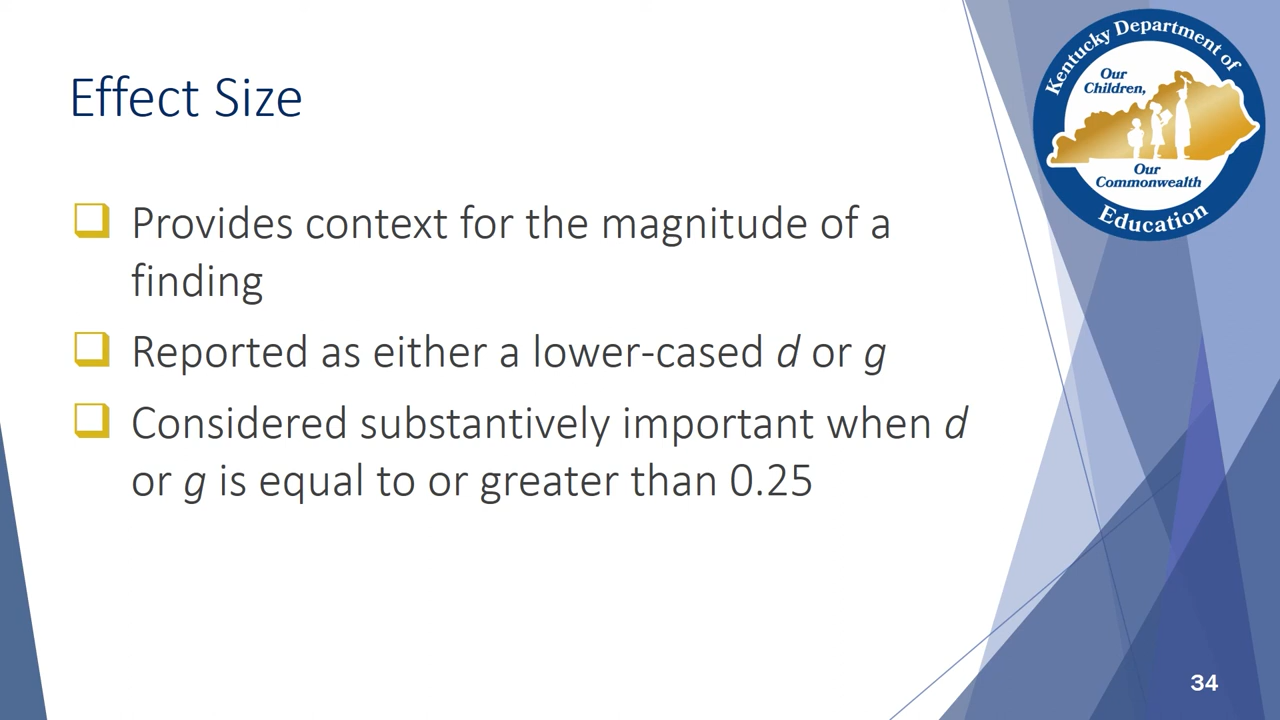 Effect Size
Kentucky Department of
Our
Children,
Our
Commonwealth
Education
Provides context for the magnitude of a
finding
Reported as either a lower-cased d or g
Considered substantively important when d
or g is equal to or greater than 0.25
34